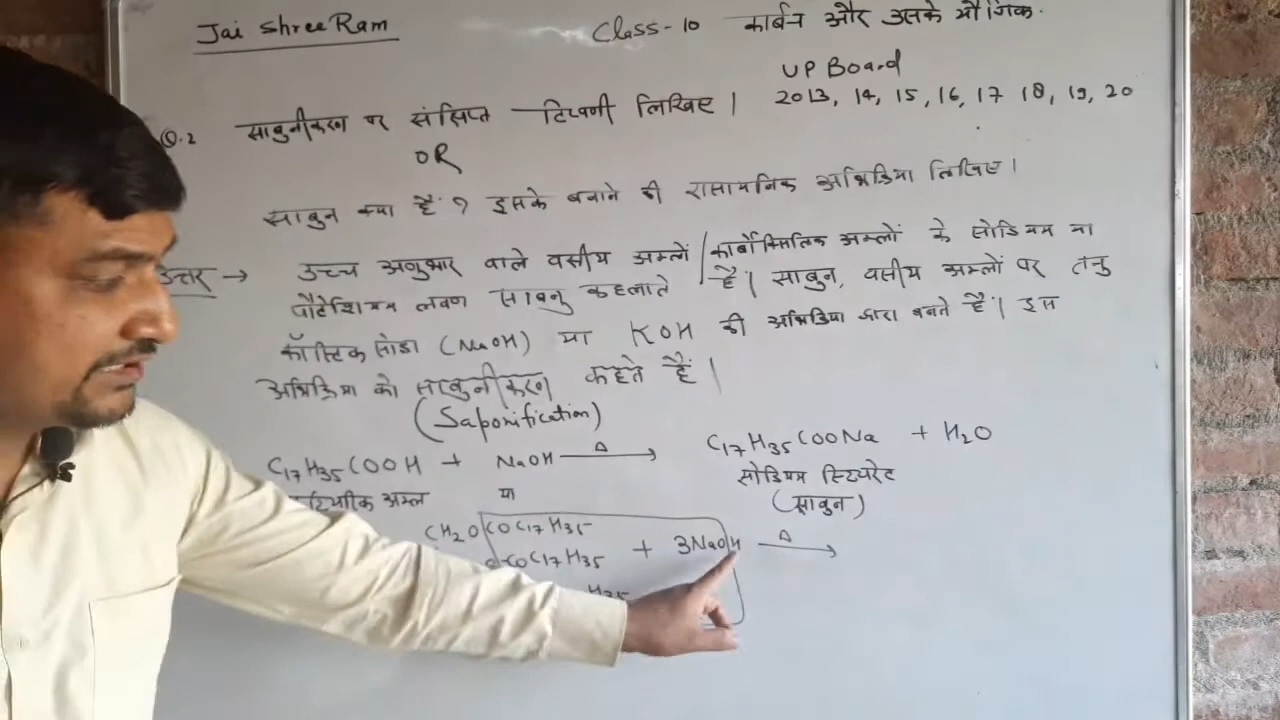 Jai Shree Ram
Class-10 कार्बन और उसके यौगिक.
UP Board
2013, 14, 15, 16, 17 18, 19, 20
Q.2 साबुनीकरण पर संक्षिप्त टिप्पणी लिखिए।
OR
साबुन क्या है ? इसके बनाने की रासायनिक अभिक्रिया लिखिए।
उत्तर → उच्च अणुभार वाले वसीय अम्लों / कार्बोक्सिलिक अम्लों के सोडियम या
पौटेशियम लवण साबुन कहलाते हैं। साबुन, वसीय अम्लों पर तनु
कॉस्टिक सोडा (NaOH) या KOH की अभिक्रिया द्वारा बनते हैं। इस
अभिक्रिया को साबुनीकरण कहते हैं।
(Saponification)
C17H35COOH + NaOH —Δ→ C17H35COONa + H2O
अम्ल या सोडियम स्टियरेट
(साबुन)
CH2OCOC17H35
OCOC17H35 + 3NaOH —Δ→
H35